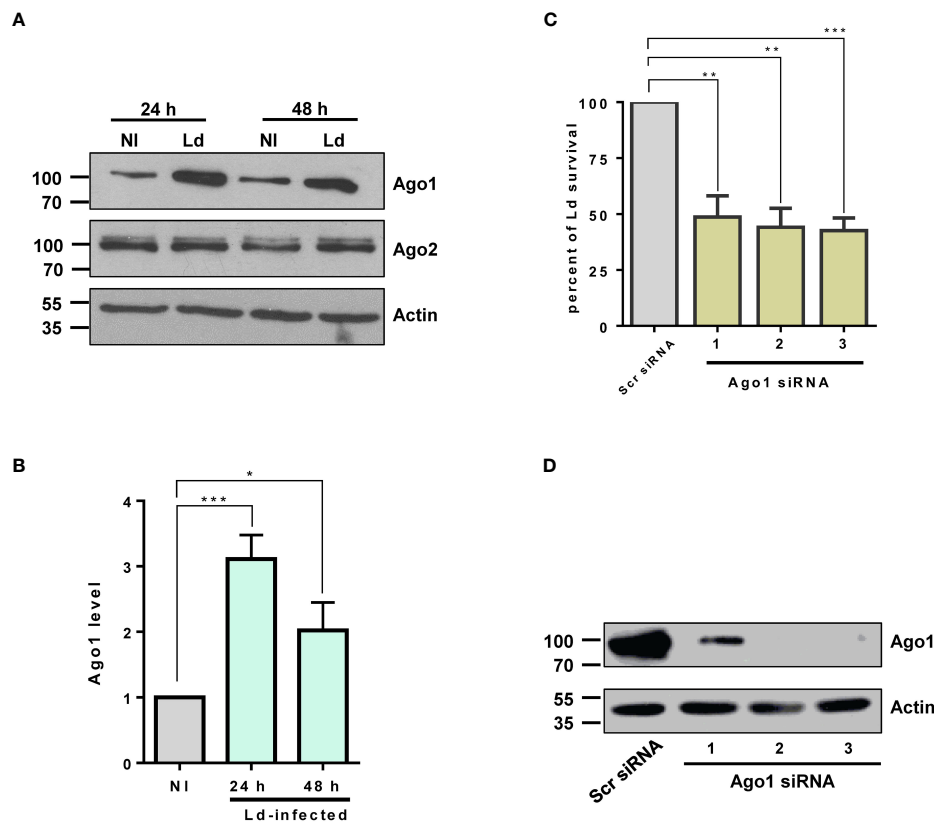 A
24 h 48 h
NI Ld NI Ld
100
70
Ago1
100
70
Ago2
55
35
Actin
B
Ago1 level
4
3
2
1
0
*
***
NI 24 h 48 h
Ld-infected
C
percent of Ld survival
100
75
50
25
0
***
**
**
Scr siRNA 1 2 3
Ago1 siRNA
D
100
70
Ago1
55
35
Actin
Scr siRNA 1 2 3
Ago1 siRNA